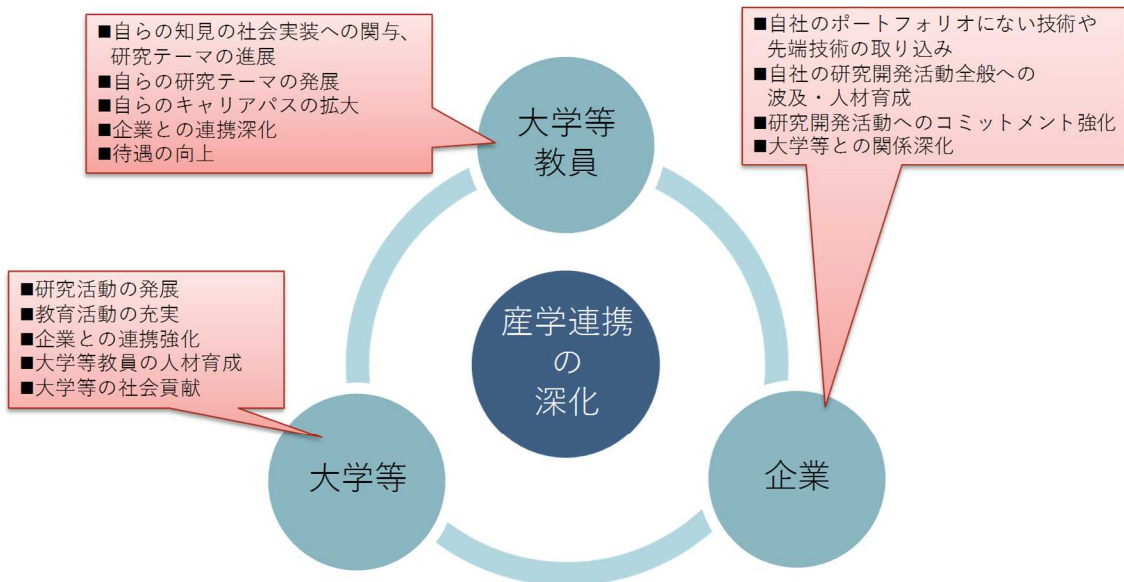 ■自らの知見の社会実装への関与、
研究テーマの進展
■自らの研究テーマの発展
■自らのキャリアパスの拡大
■企業との連携深化
■待遇の向上
大学等
教員
■自社のポートフォリオにない技術や
先端技術の取り込み
■自社の研究開発活動全般への
波及・人材育成
■研究開発活動へのコミットメント強化
■大学等との関係深化
■研究活動の発展
■教育活動の充実
■企業との連携強化
■大学等教員の人材育成
■大学等の社会貢献
産学連携
の
深化
大学等
企業